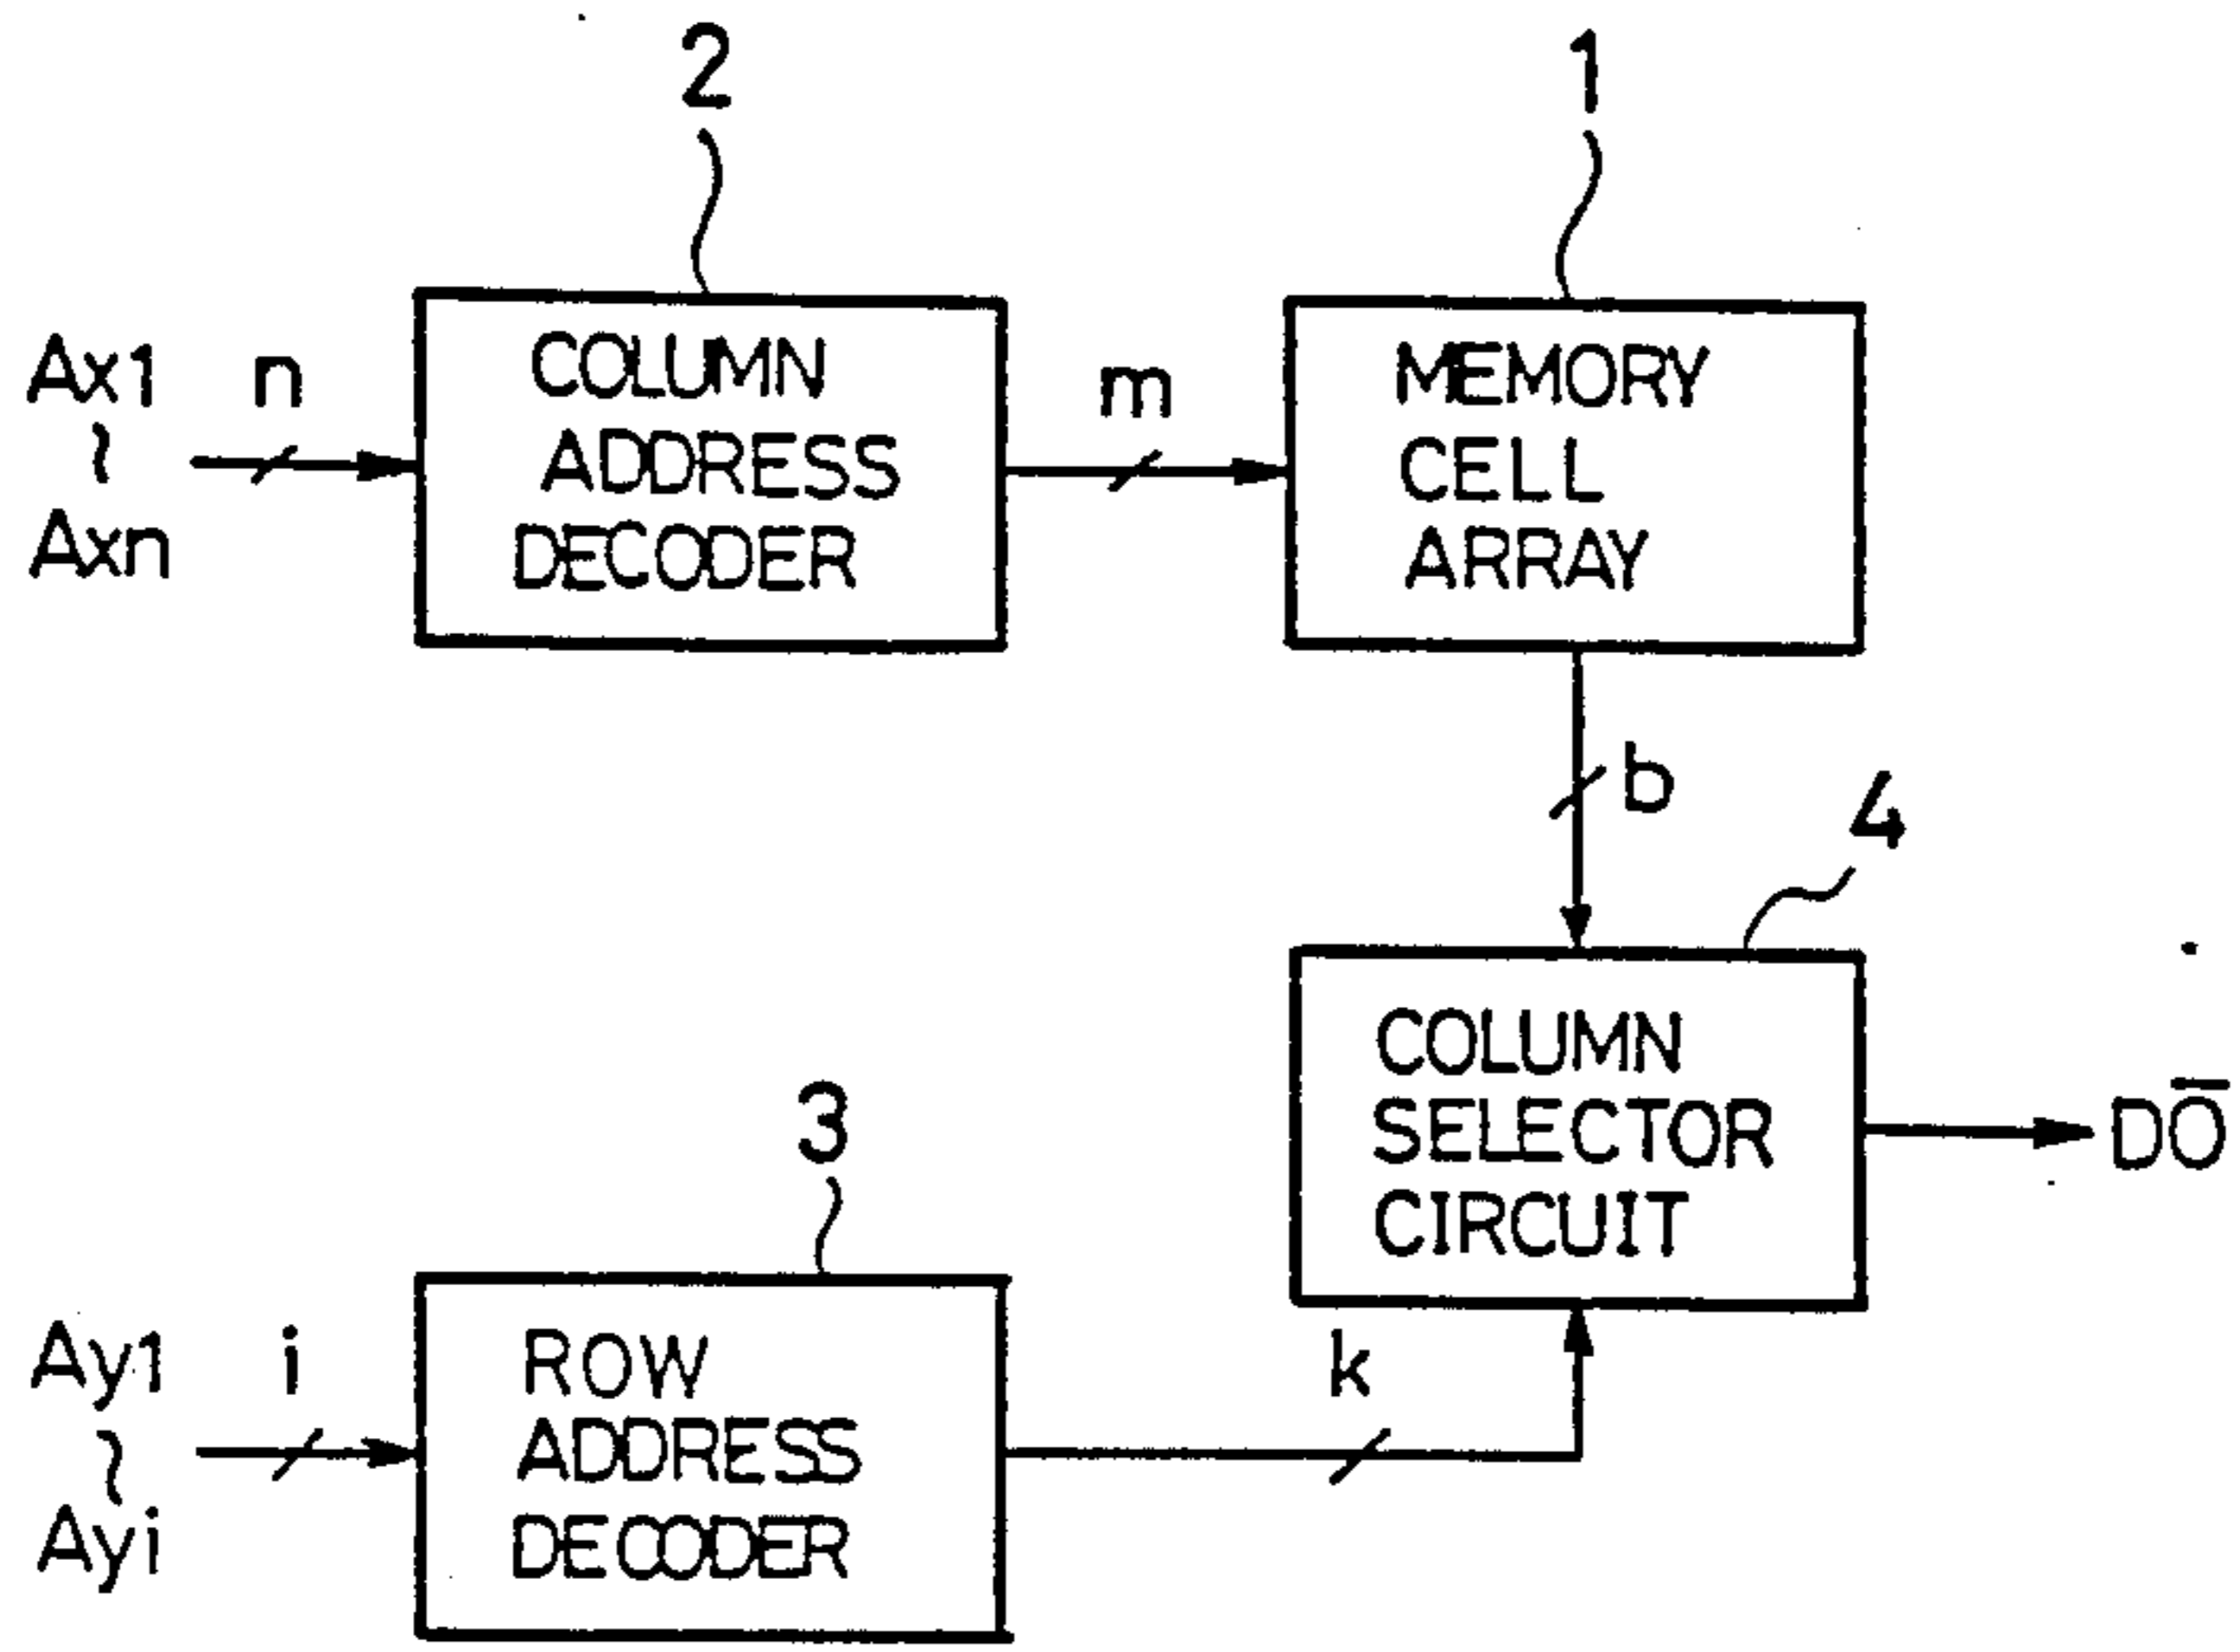 2
1
Ax1
~
Axn
n
COLUMN
ADDRESS
DECODER
m
MEMORY
CELL
ARRAY
b
4
COLUMN
SELECTOR
CIRCUIT
DO̅
3
Ay1
~
Ayi
i
ROW
ADDRESS
DECODER
k